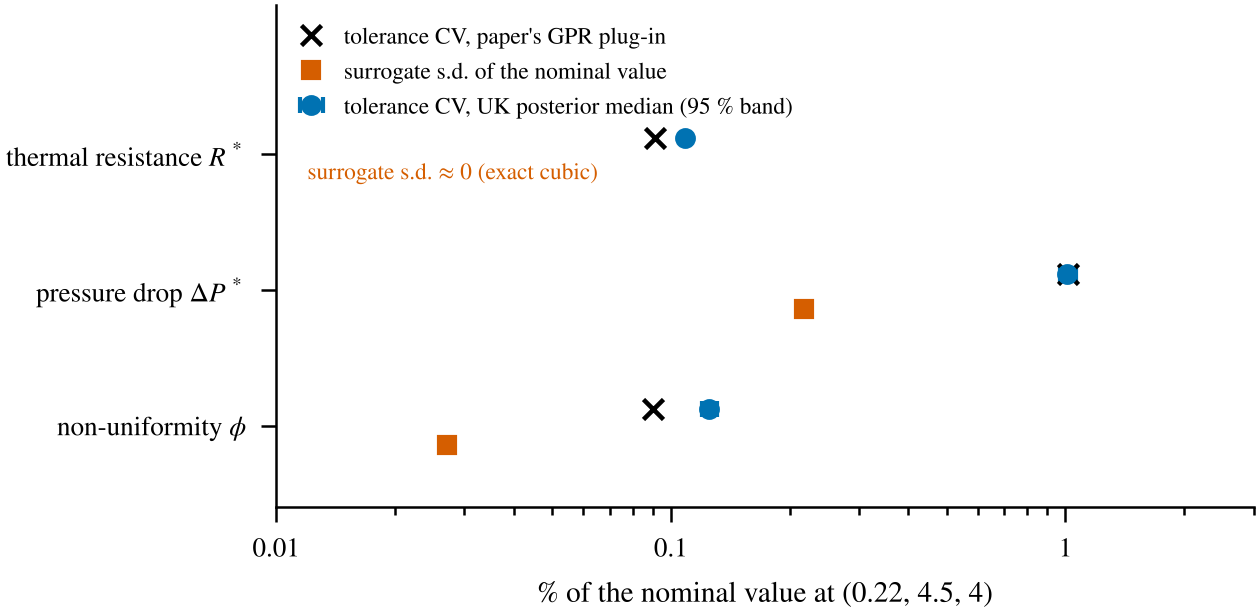 tolerance CV, paper's GPR plug-in
surrogate s.d. of the nominal value
tolerance CV, UK posterior median (95 % band)
thermal resistance R*
surrogate s.d. ≈ 0 (exact cubic)
pressure drop ΔP*
non-uniformity ϕ
0.01 0.1 1
% of the nominal value at (0.22, 4.5, 4)